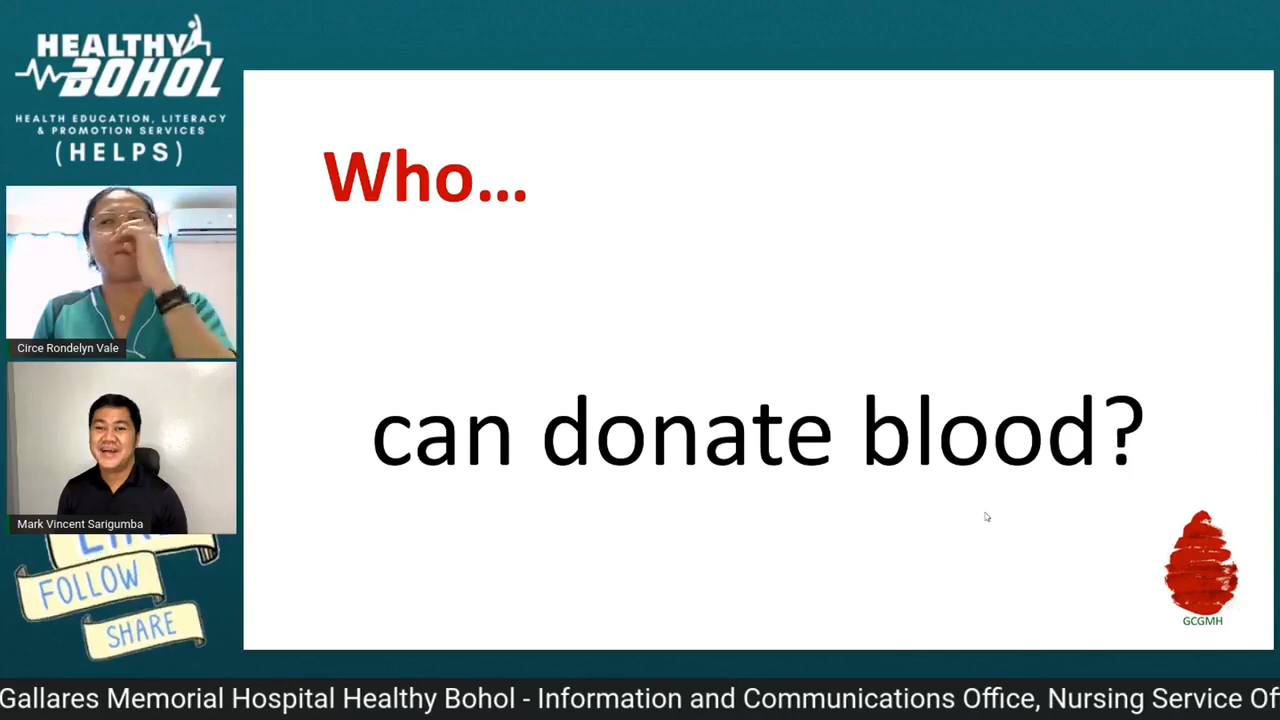 HEALTHY
BOHOL
HEALTH EDUCATION, LITERACY
& PROMOTION SERVICES
(HELPS)
Circe Rondelyn Vale
Mark Vincent Sarigumba
LIKE
FOLLOW
SHARE
Who...
can donate blood?
GCGMH
Gallares Memorial Hospital Healthy Bohol - Information and Communications Office, Nursing Service Of